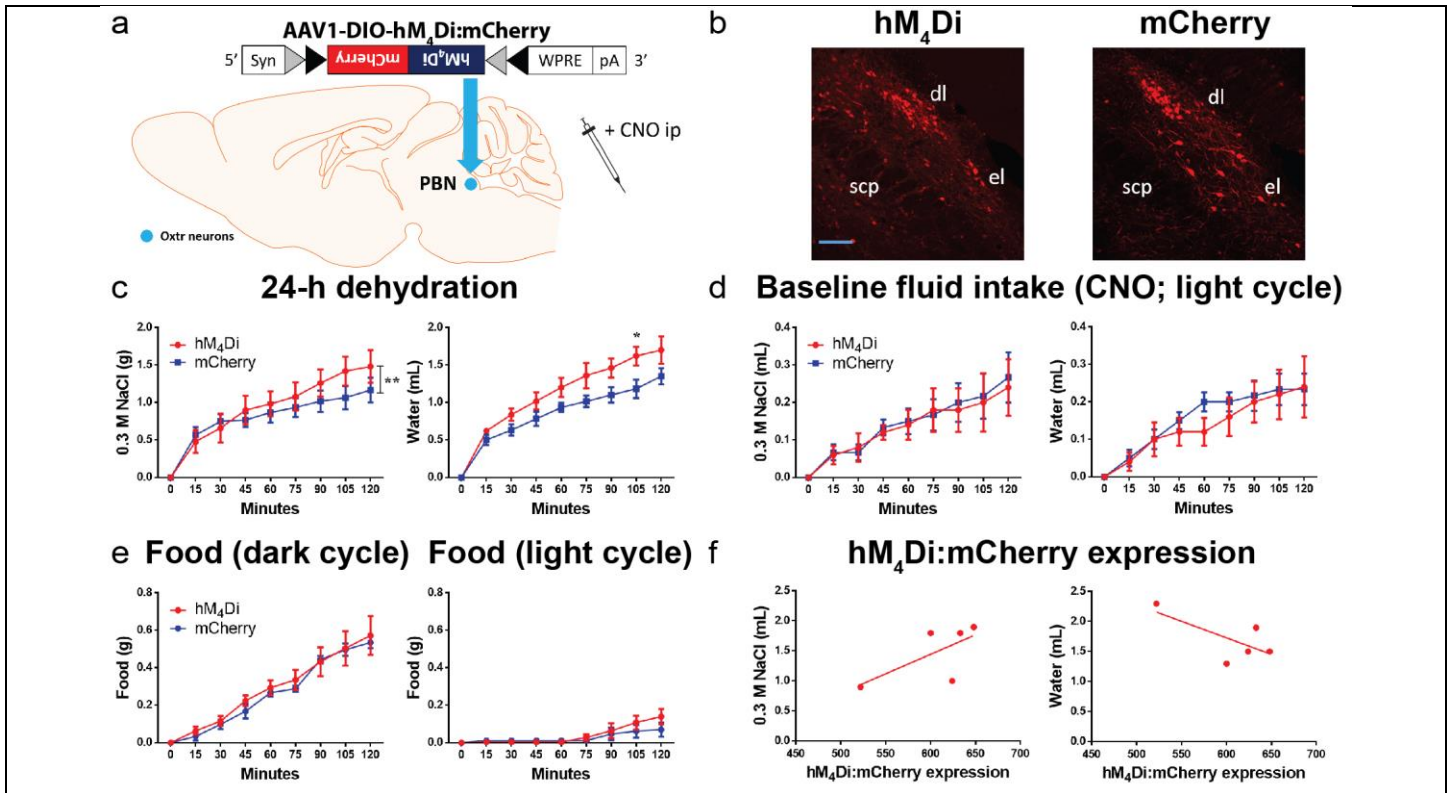 a
AAV1-DIO-hM4Di:mCherry
5' Syn mCherry hM4Di WPRE pA 3'
+ CNO ip
PBN
Oxtr neurons
b
hM4Di mCherry
dl
el
scp
dl
el
scp
c 24-h dehydration
0.3 M NaCl (g)
2.0
1.5
1.0
0.5
0.0
hM4Di
mCherry
**
0 15 30 45 60 75 90 105 120
Minutes
Water (mL)
2.0
1.5
1.0
0.5
0.0
*
0 15 30 45 60 75 90 105 120
Minutes
d Baseline fluid intake (CNO; light cycle)
0.3 M NaCl (mL)
0.4
0.3
0.2
0.1
0.0
hM4Di
mCherry
0 15 30 45 60 75 90 105 120
Minutes
Water (mL)
0.4
0.3
0.2
0.1
0.0
0 15 30 45 60 75 90 105 120
Minutes
e Food (dark cycle) Food (light cycle)
Food (g)
0.8
0.6
0.4
0.2
0.0
hM4Di
mCherry
0 15 30 45 60 75 90 105 120
Minutes
Food (g)
0.8
0.6
0.4
0.2
0.0
0 15 30 45 60 75 90 105 120
Minutes
f hM4Di:mCherry expression
0.3 M NaCl (mL)
2.5
2.0
1.5
1.0
0.5
0.0
450 500 550 600 650 700
hM4Di:mCherry expression
Water (mL)
2.5
2.0
1.5
1.0
0.5
0.0
450 500 550 600 650 700
hM4Di:mCherry expression